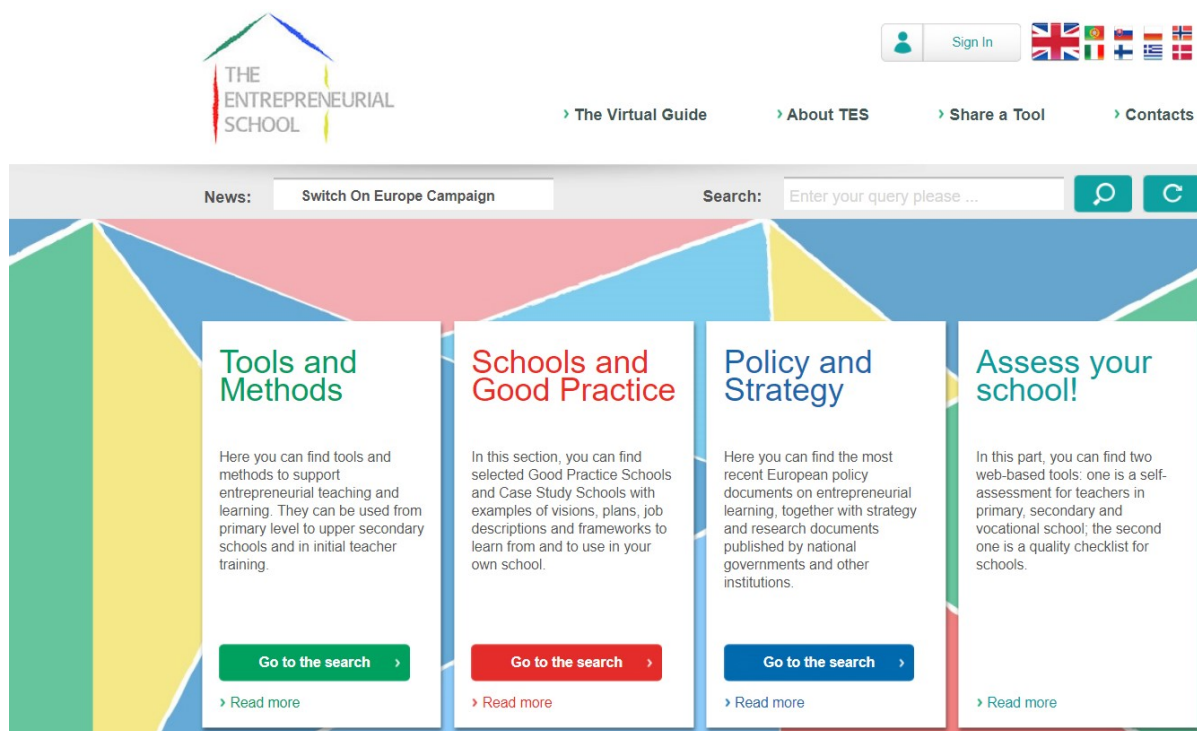 THE
ENTREPRENEURIAL
SCHOOL
Sign In
› The Virtual Guide
› About TES
› Share a Tool
› Contacts
News:
Switch On Europe Campaign
Search:
Enter your query please ...
Tools and
Methods
Here you can find tools and
methods to support
entrepreneurial teaching and
learning. They can be used from
primary level to upper secondary
schools and in initial teacher
training.
Go to the search ›
› Read more
Schools and
Good Practice
In this section, you can find
selected Good Practice Schools
and Case Study Schools with
examples of visions, plans, job
descriptions and frameworks to
learn from and to use in your
own school.
Go to the search ›
› Read more
Policy and
Strategy
Here you can find the most
recent European policy
documents on entrepreneurial
learning, together with strategy
and research documents
published by national
governments and other
institutions.
Go to the search ›
› Read more
Assess your
school!
In this part, you can find two
web-based tools: one is a self-
assessment for teachers in
primary, secondary and
vocational school; the second
one is a quality checklist for
schools.
› Read more